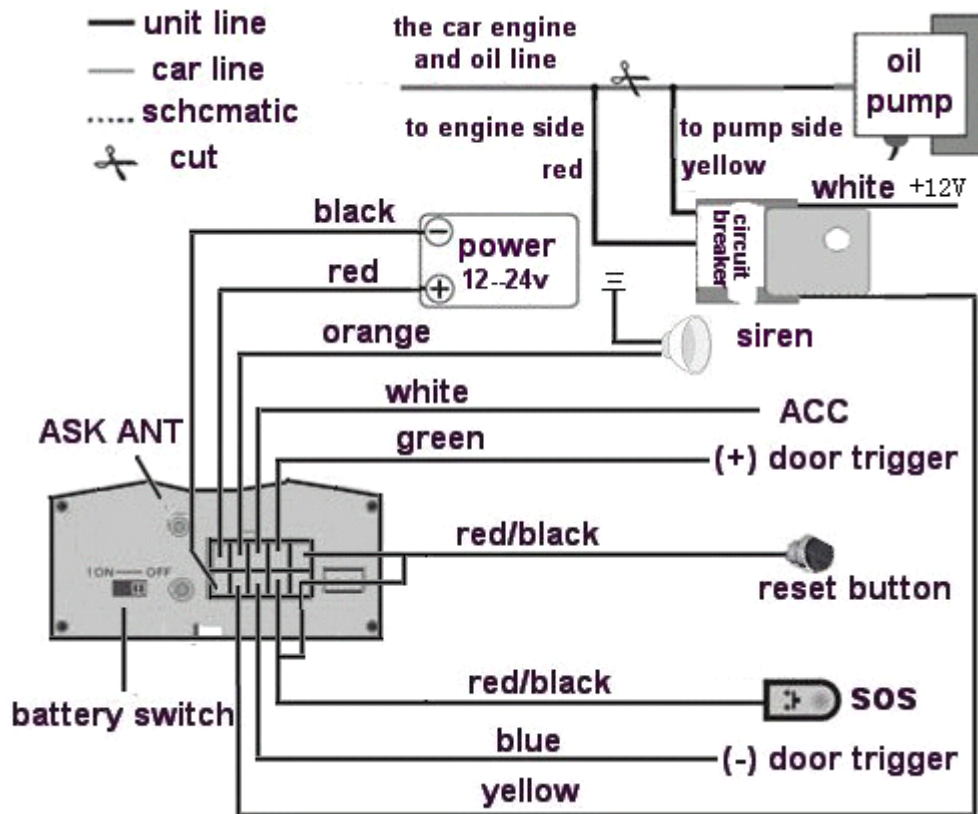 unit line
car line
schcmatic
cut
the car engine
and oil line
oil
pump
to engine side
red
to pump side
yellow
white +12V
circuit
breaker
black
power
12--24v
red
orange
siren
white
ACC
ASK ANT
green
(+) door trigger
red/black
reset button
1ON OFF
battery switch
red/black
sos
blue
(-) door trigger
yellow